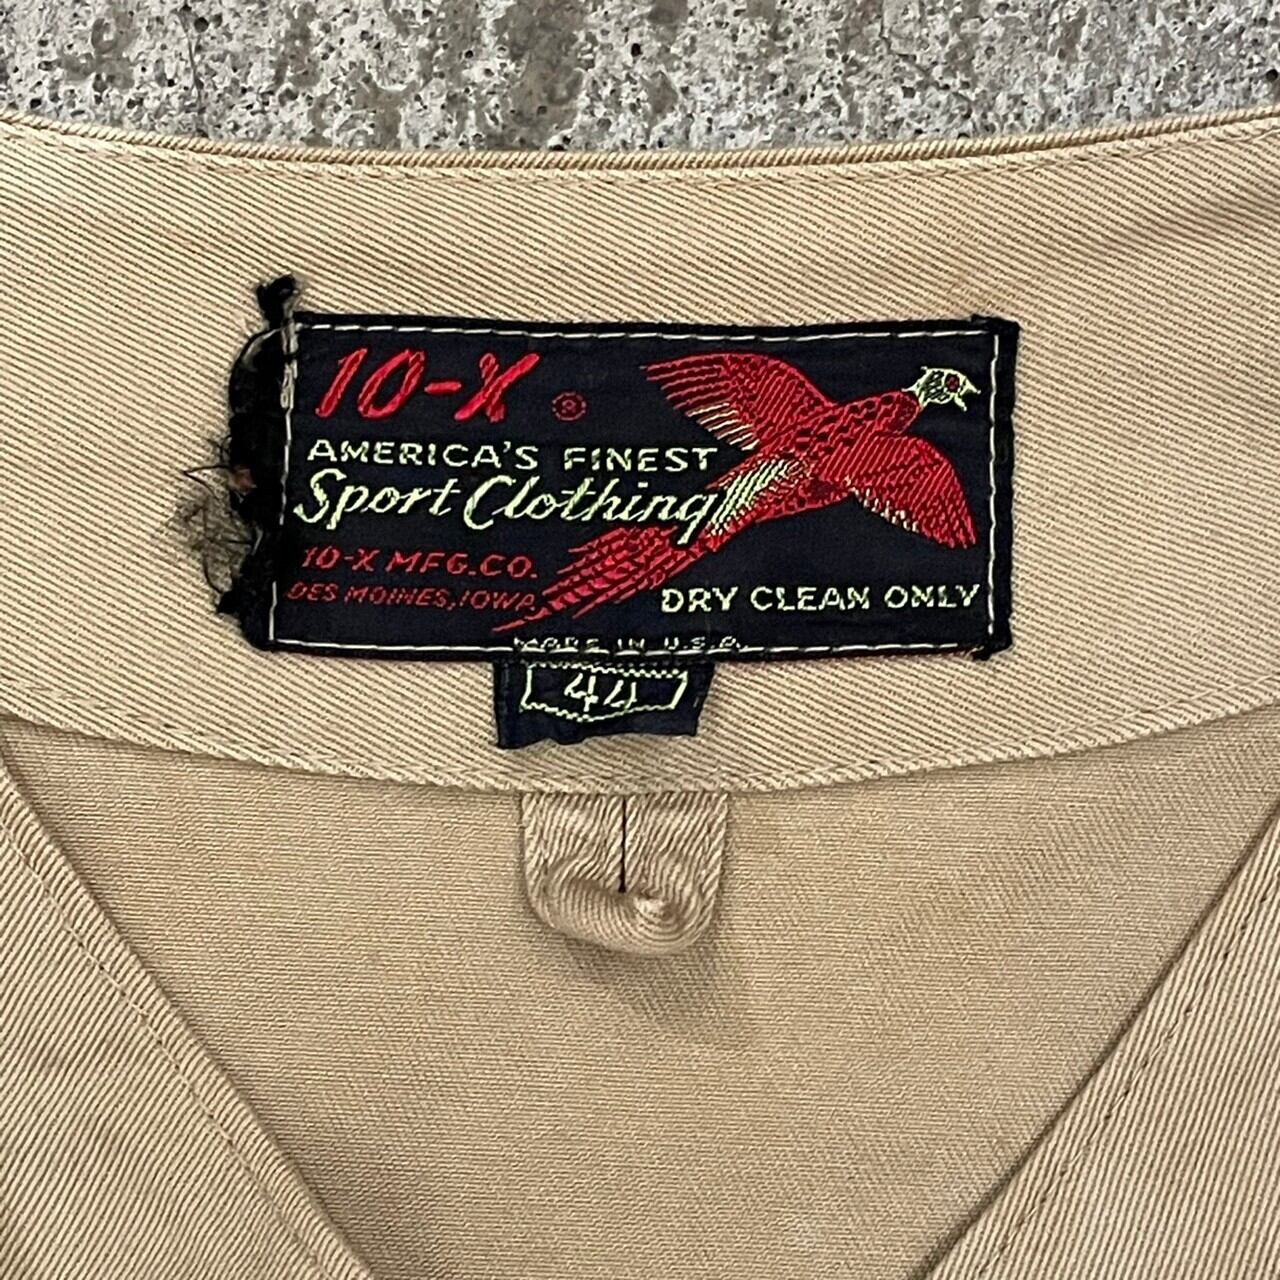 10-X ®
AMERICA'S FINEST
Sport Clothing
10-X MFG.CO.
DES MOINES, IOWA
DRY CLEAN ONLY
MADE IN U.S.A.
44